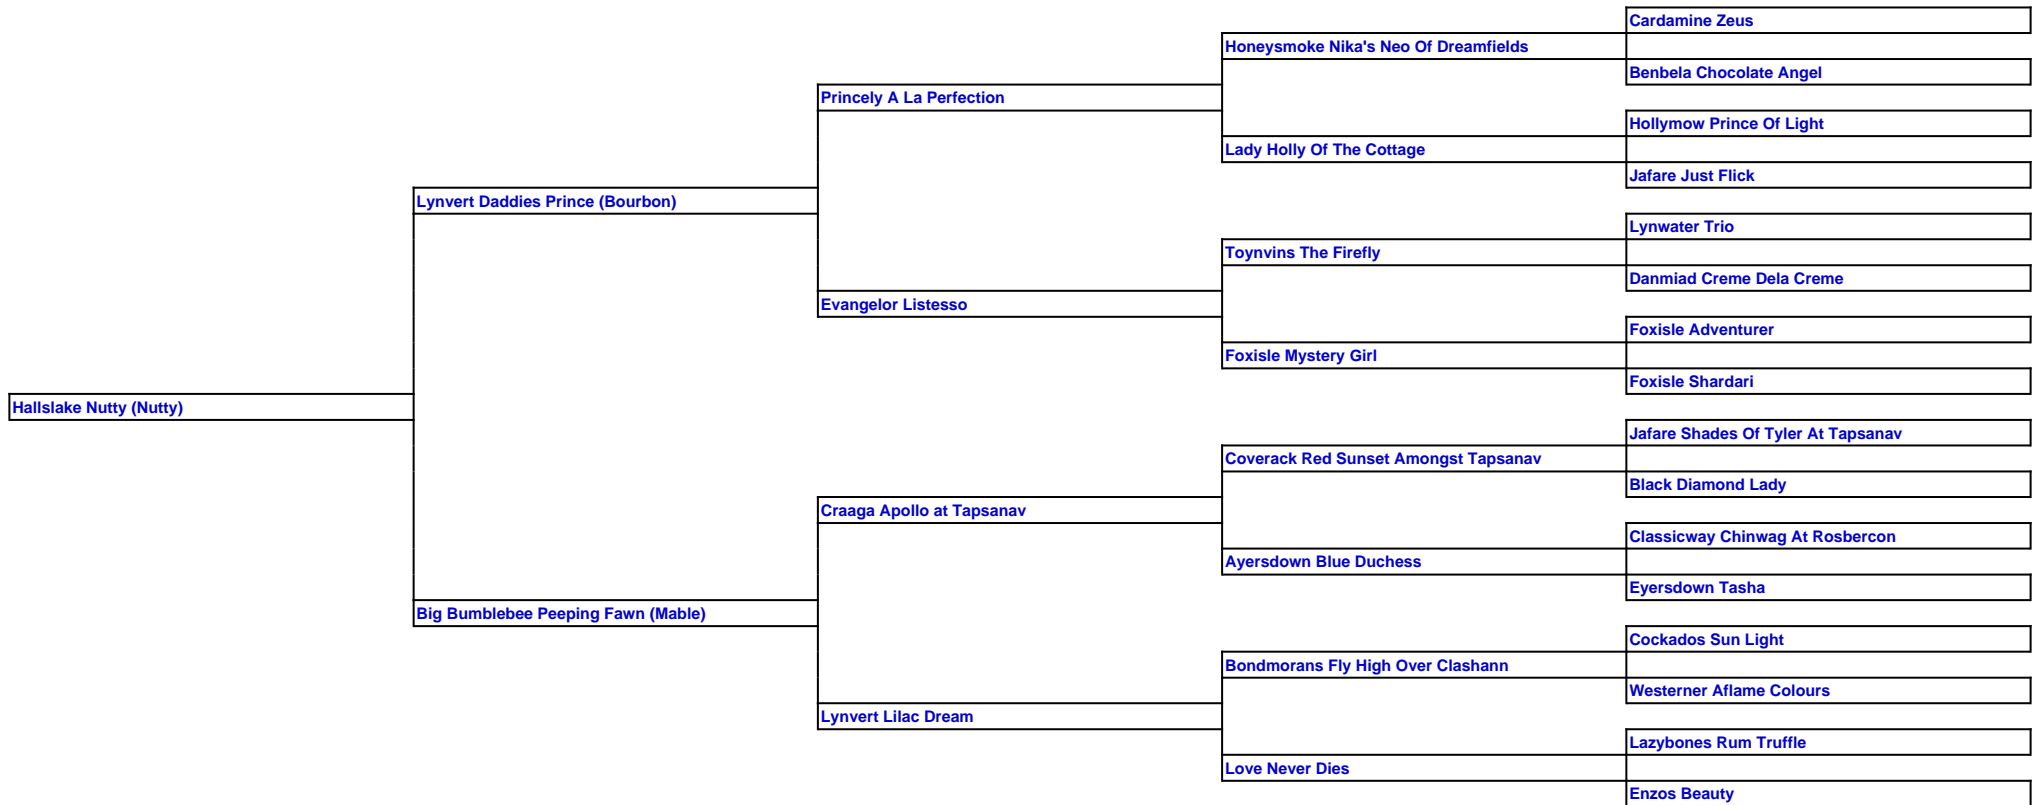 Cardamine Zeus
Honeysmoke Nika's Neo Of Dreamfields
Benbela Chocolate Angel
Princely A La Perfection
Hollymow Prince Of Light
Lady Holly Of The Cottage
Jafare Just Flick
Lynvert Daddies Prince (Bourbon)
Lynwater Trio
Toynvins The Firefly
Danmiad Creme Dela Creme
Evangelor Listesso
Foxisle Adventurer
Foxisle Mystery Girl
Foxisle Shardari
Hallslake Nutty (Nutty)
Jafare Shades Of Tyler At Tapsanav
Coverack Red Sunset Amongst Tapsanav
Black Diamond Lady
Craaga Apollo at Tapsanav
Classicway Chinwag At Rosbercon
Ayersdown Blue Duchess
Eyersdown Tasha
Big Bumblebee Peeping Fawn (Mable)
Cockados Sun Light
Bondmorans Fly High Over Clashann
Westerner Aflame Colours
Lynvert Lilac Dream
Lazybones Rum Truffle
Love Never Dies
Enzos Beauty